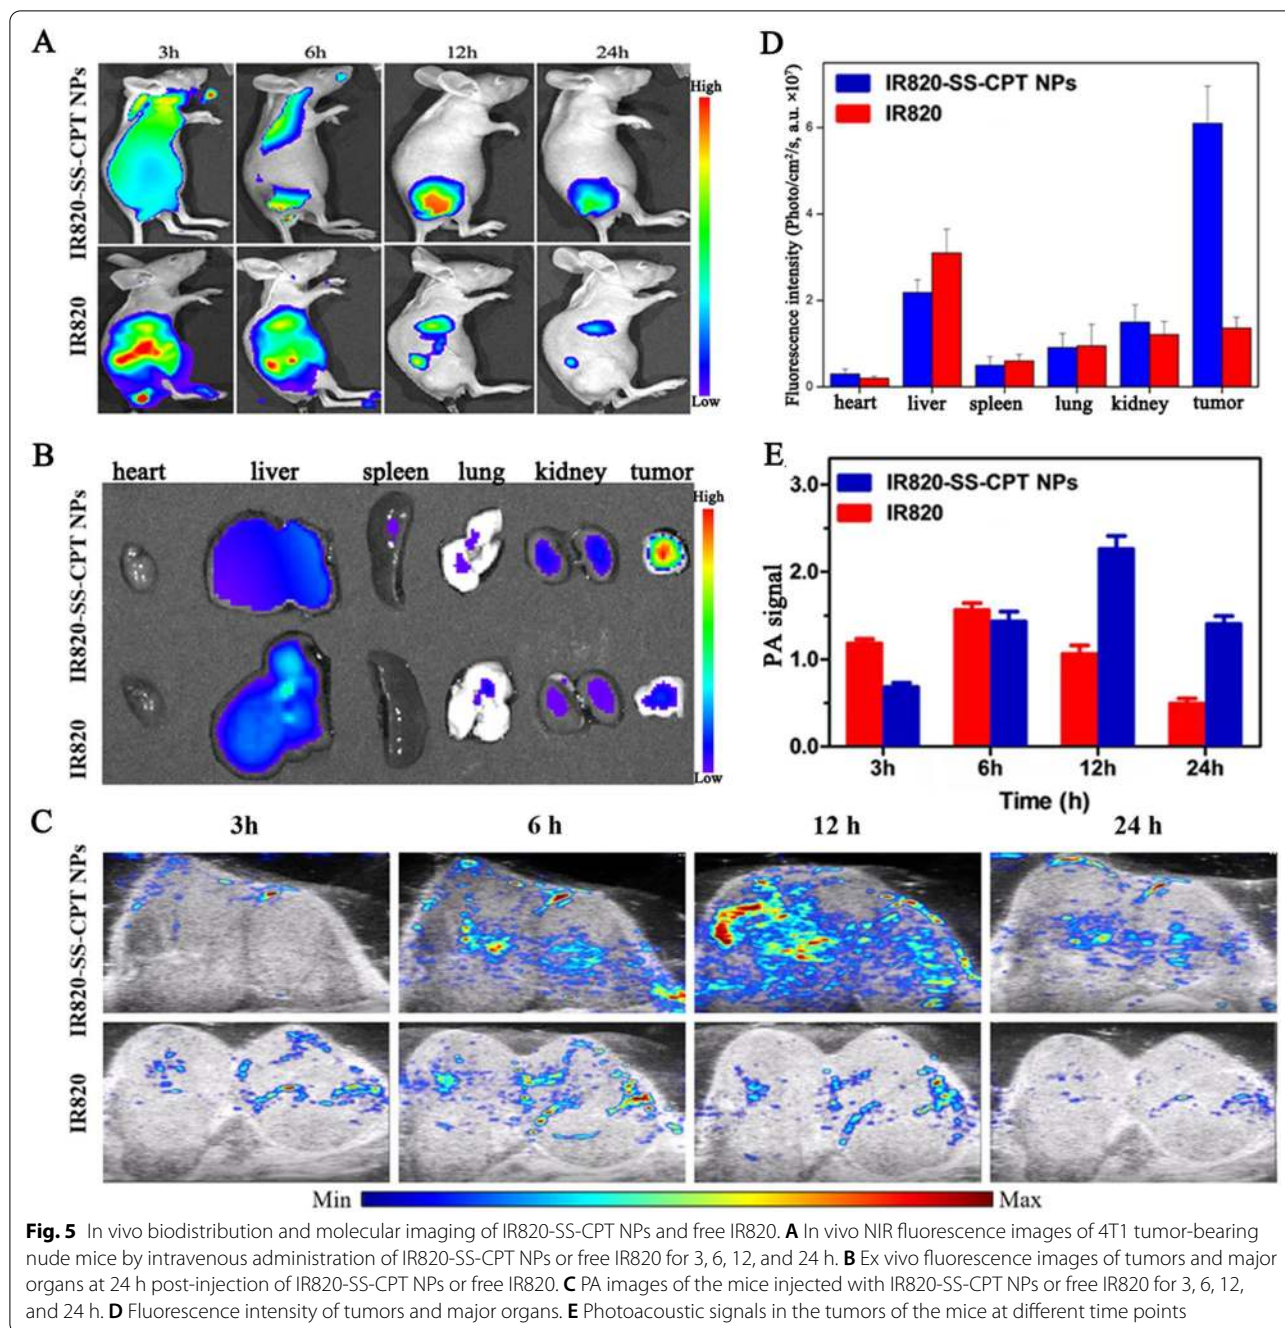 A
3h
6h
12h
24h
IR820-SS-CPT NPs
IR820
High
Low
D
IR820-SS-CPT NPs
IR820
Fluorescence intensity (Photo/cm²/s, a.u. ×10⁷)
6
4
2
0
heart
liver
spleen
lung
kidney
tumor
B
heart
liver
spleen
lung
kidney
tumor
IR820-SS-CPT NPs
IR820
High
Low
E
IR820-SS-CPT NPs
IR820
PA signal
3.0
2.0
1.0
0.0
3h
6h
12h
24h
Time (h)
C
3h
6 h
12 h
24 h
IR820-SS-CPT NPs
IR820
Min
Max
Fig. 5 In vivo biodistribution and molecular imaging of IR820-SS-CPT NPs and free IR820. A In vivo NIR fluorescence images of 4T1 tumor-bearing
nude mice by intravenous administration of IR820-SS-CPT NPs or free IR820 for 3, 6, 12, and 24 h. B Ex vivo fluorescence images of tumors and major
organs at 24 h post-injection of IR820-SS-CPT NPs or free IR820. C PA images of the mice injected with IR820-SS-CPT NPs or free IR820 for 3, 6, 12,
and 24 h. D Fluorescence intensity of tumors and major organs. E Photoacoustic signals in the tumors of the mice at different time points